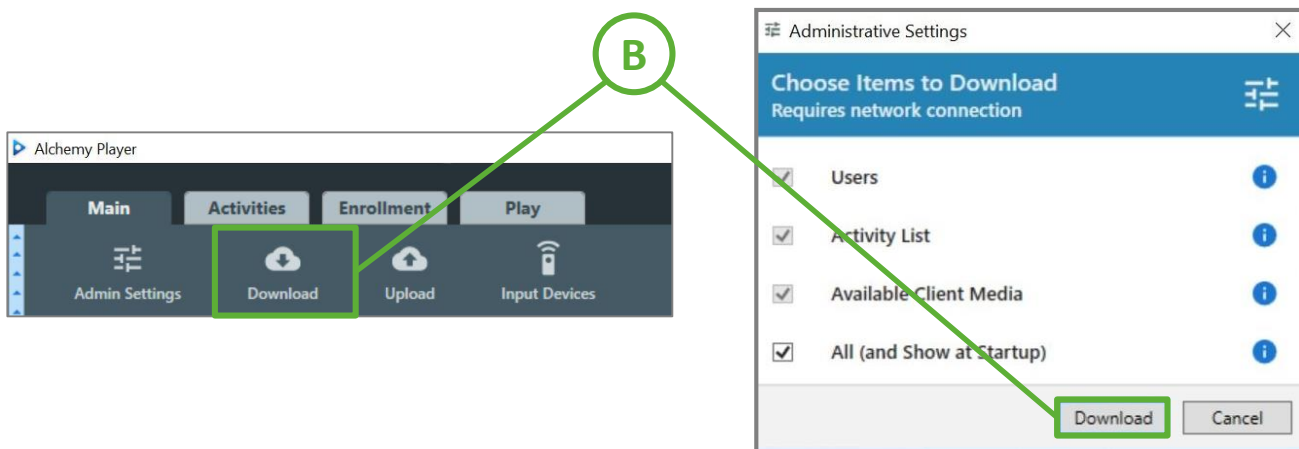 B
Alchemy Player
Main Activities Enrollment Play
Admin Settings Download Upload Input Devices
Administrative Settings
Choose Items to Download
Requires network connection
Users
Activity List
Available Client Media
All (and Show at Startup)
Download Cancel